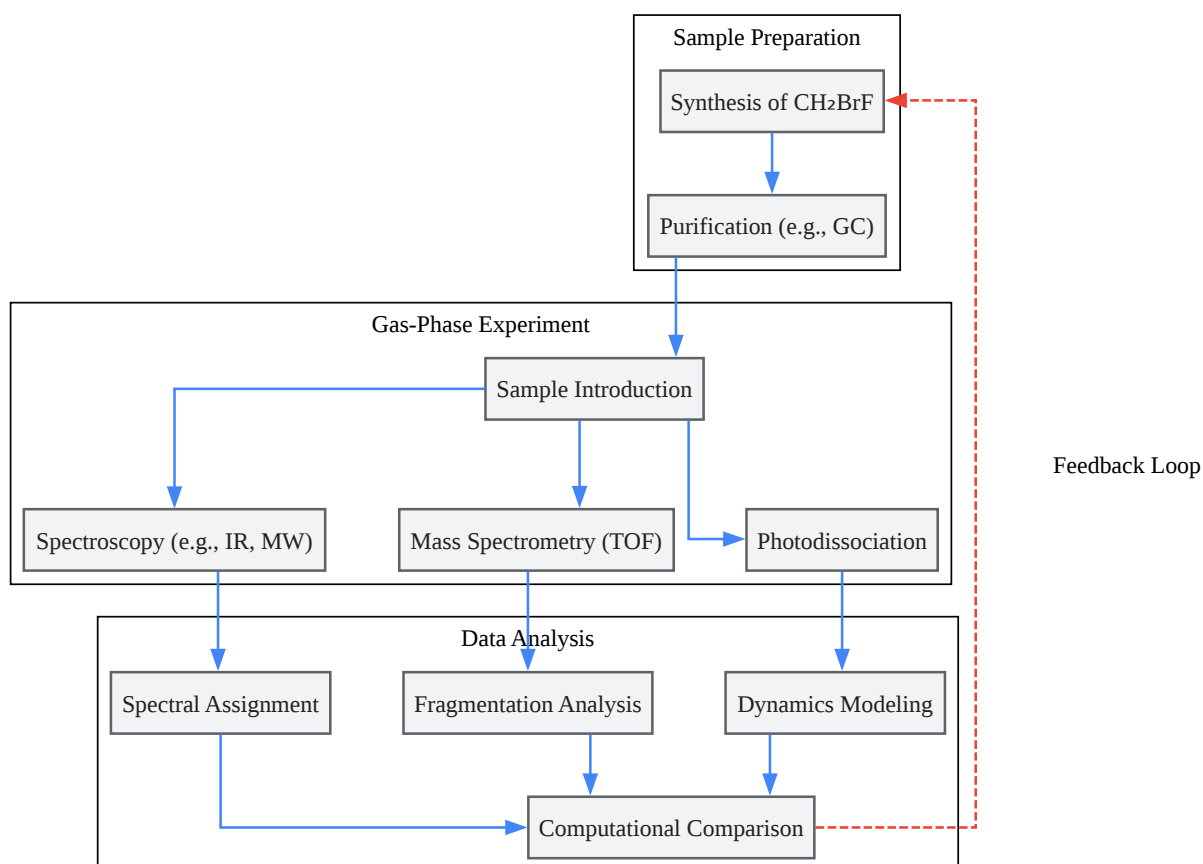 Sample Preparation
Synthesis of CH₂BrF
Purification (e.g., GC)
Gas-Phase Experiment
Sample Introduction
Feedback Loop
Spectroscopy (e.g., IR, MW)
Mass Spectrometry (TOF)
Photodissociation
Data Analysis
Spectral Assignment
Fragmentation Analysis
Dynamics Modeling
Computational Comparison